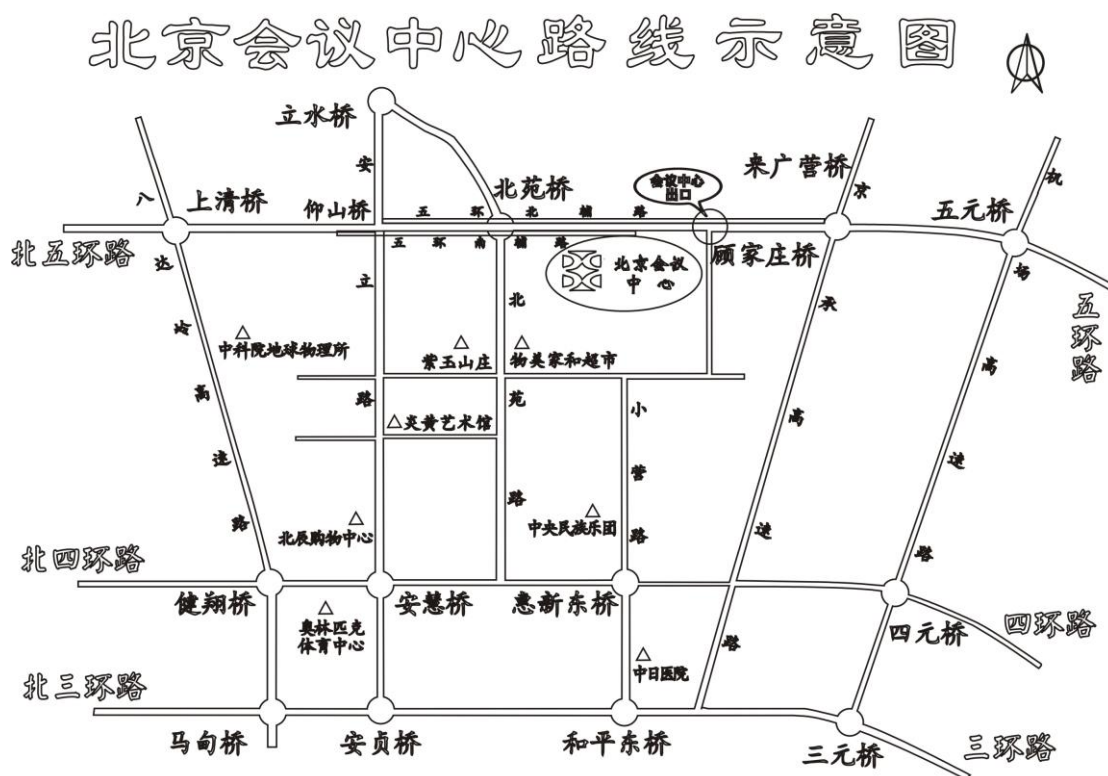 北京会议中心路线示意图
立水桥
来广营桥
北苑桥
会议中心
出口
上清桥
仰山桥
五元桥
五环北辅路
五环南辅路
顾家庄桥
北五环路
北京会议
中心
五环路
八达岭高速路
安立路
北苑路
小营路
京承高速路
机场高速路
中科院地球物理所
紫玉山庄
物美家和超市
炎黄艺术馆
北辰购物中心
中央民族乐团
北四环路
健翔桥
安慧桥
惠新东桥
四元桥
四环路
奥林匹克
体育中心
中日医院
北三环路
马甸桥
安贞桥
和平东桥
三元桥
三环路